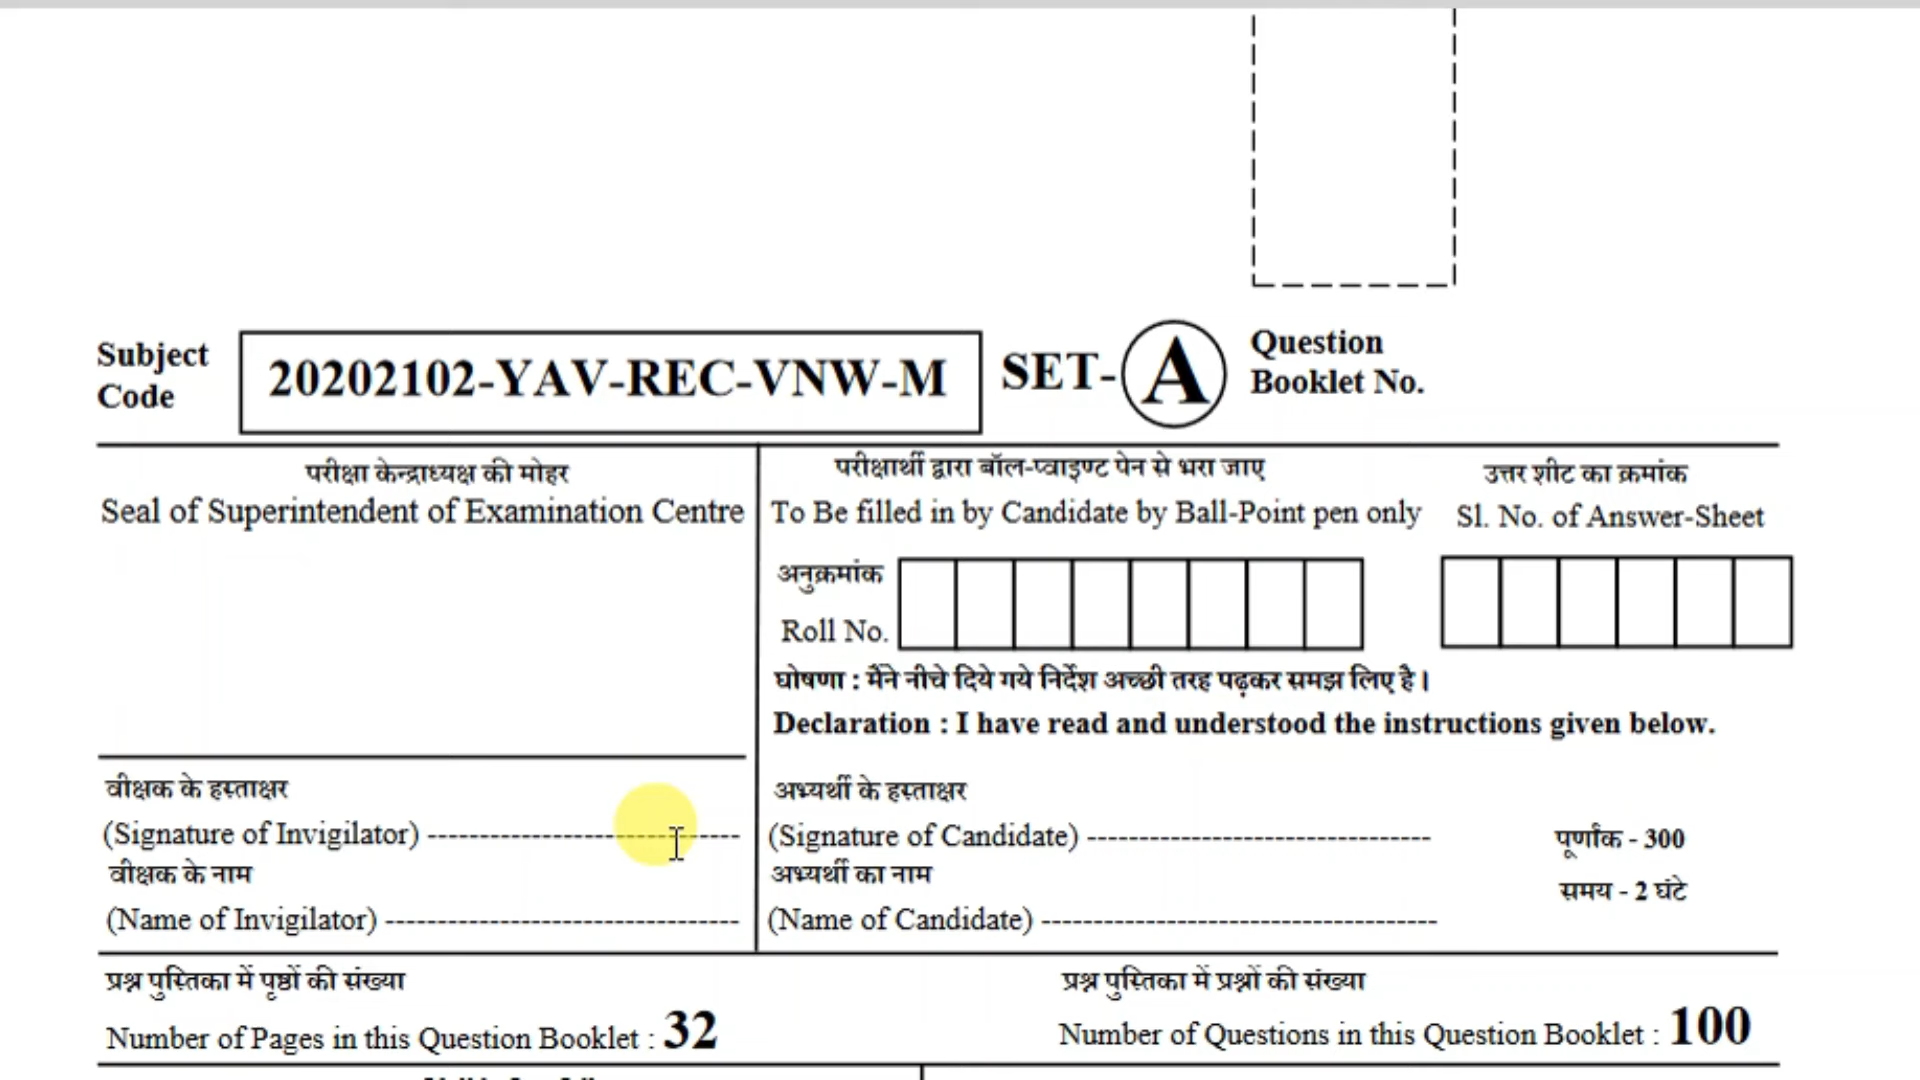 Subject
Code
20202102-YAV-REC-VNW-M
SET-A
Question
Booklet No.
परीक्षा केन्द्राध्यक्ष की मोहर
Seal of Superintendent of Examination Centre
परीक्षार्थी द्वारा बॉल-प्वाइण्ट पेन से भरा जाए
To Be filled in by Candidate by Ball-Point pen only
उत्तर शीट का क्रमांक
Sl. No. of Answer-Sheet
अनुक्रमांक
Roll No.
घोषणा : मैने नीचे दिये गये निर्देश अच्छी तरह पढ़कर समझ लिए है।
Declaration : I have read and understood the instructions given below.
वीक्षक के हस्ताक्षर
(Signature of Invigilator) ------------------------------
वीक्षक के नाम
(Name of Invigilator) ----------------------------------
अभ्यर्थी के हस्ताक्षर
(Signature of Candidate) ---------------------------------
अभ्यर्थी का नाम
(Name of Candidate) --------------------------------------
पूर्णांक - 300
समय - 2 घंटे
प्रश्न पुस्तिका में पृष्ठों की संख्या
Number of Pages in this Question Booklet : 32
प्रश्न पुस्तिका में प्रश्नों की संख्या
Number of Questions in this Question Booklet : 100